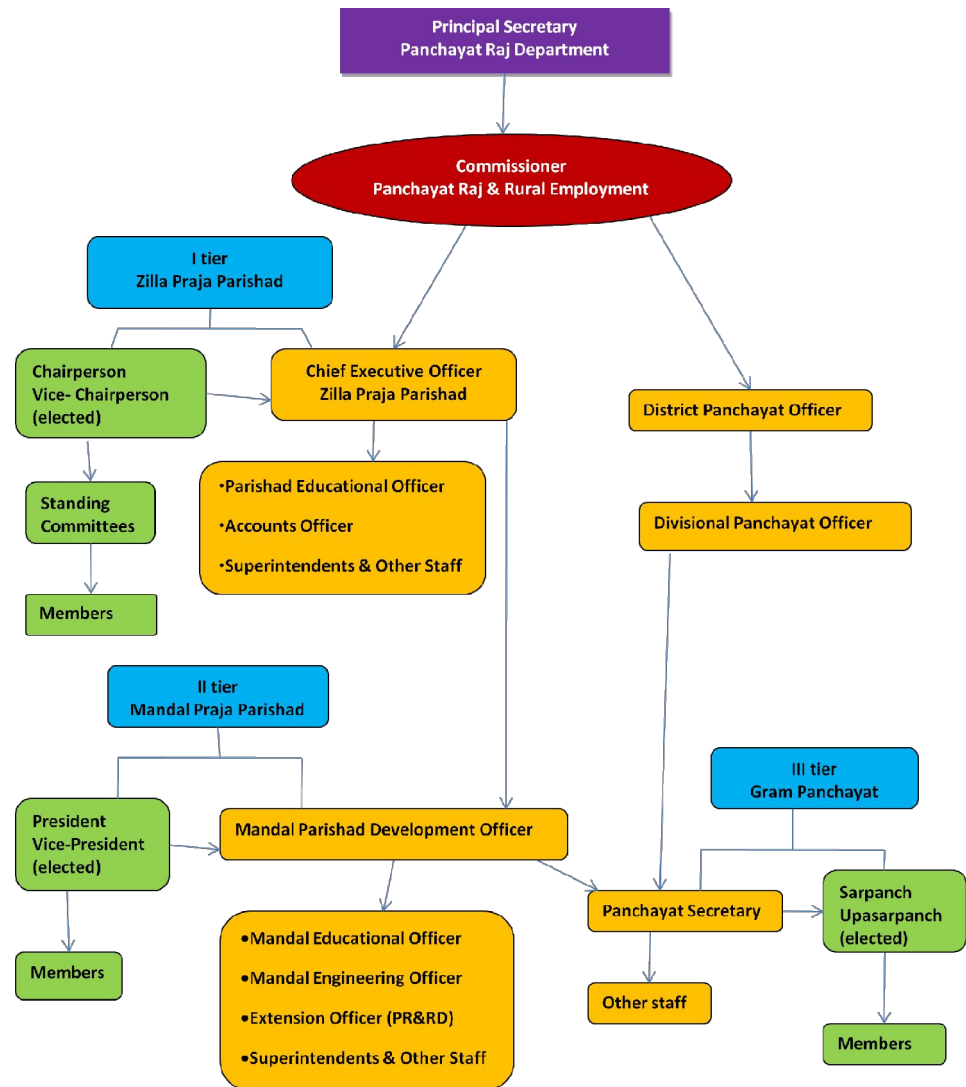 Principal Secretary
Panchayat Raj Department
Commissioner
Panchayat Raj & Rural Employment
I tier
Zilla Praja Parishad
Chairperson
Vice- Chairperson
(elected)
Chief Executive Officer
Zilla Praja Parishad
District Panchayat Officer
Standing
Committees
·Parishad Educational Officer
·Accounts Officer
·Superintendents & Other Staff
Divisional Panchayat Officer
Members
II tier
Mandal Praja Parishad
III tier
Gram Panchayat
President
Vice-President
(elected)
Mandal Parishad Development Officer
Panchayat Secretary
Sarpanch
Upasarpanch
(elected)
Members
•Mandal Educational Officer
•Mandal Engineering Officer
•Extension Officer (PR&RD)
•Superintendents & Other Staff
Other staff
Members